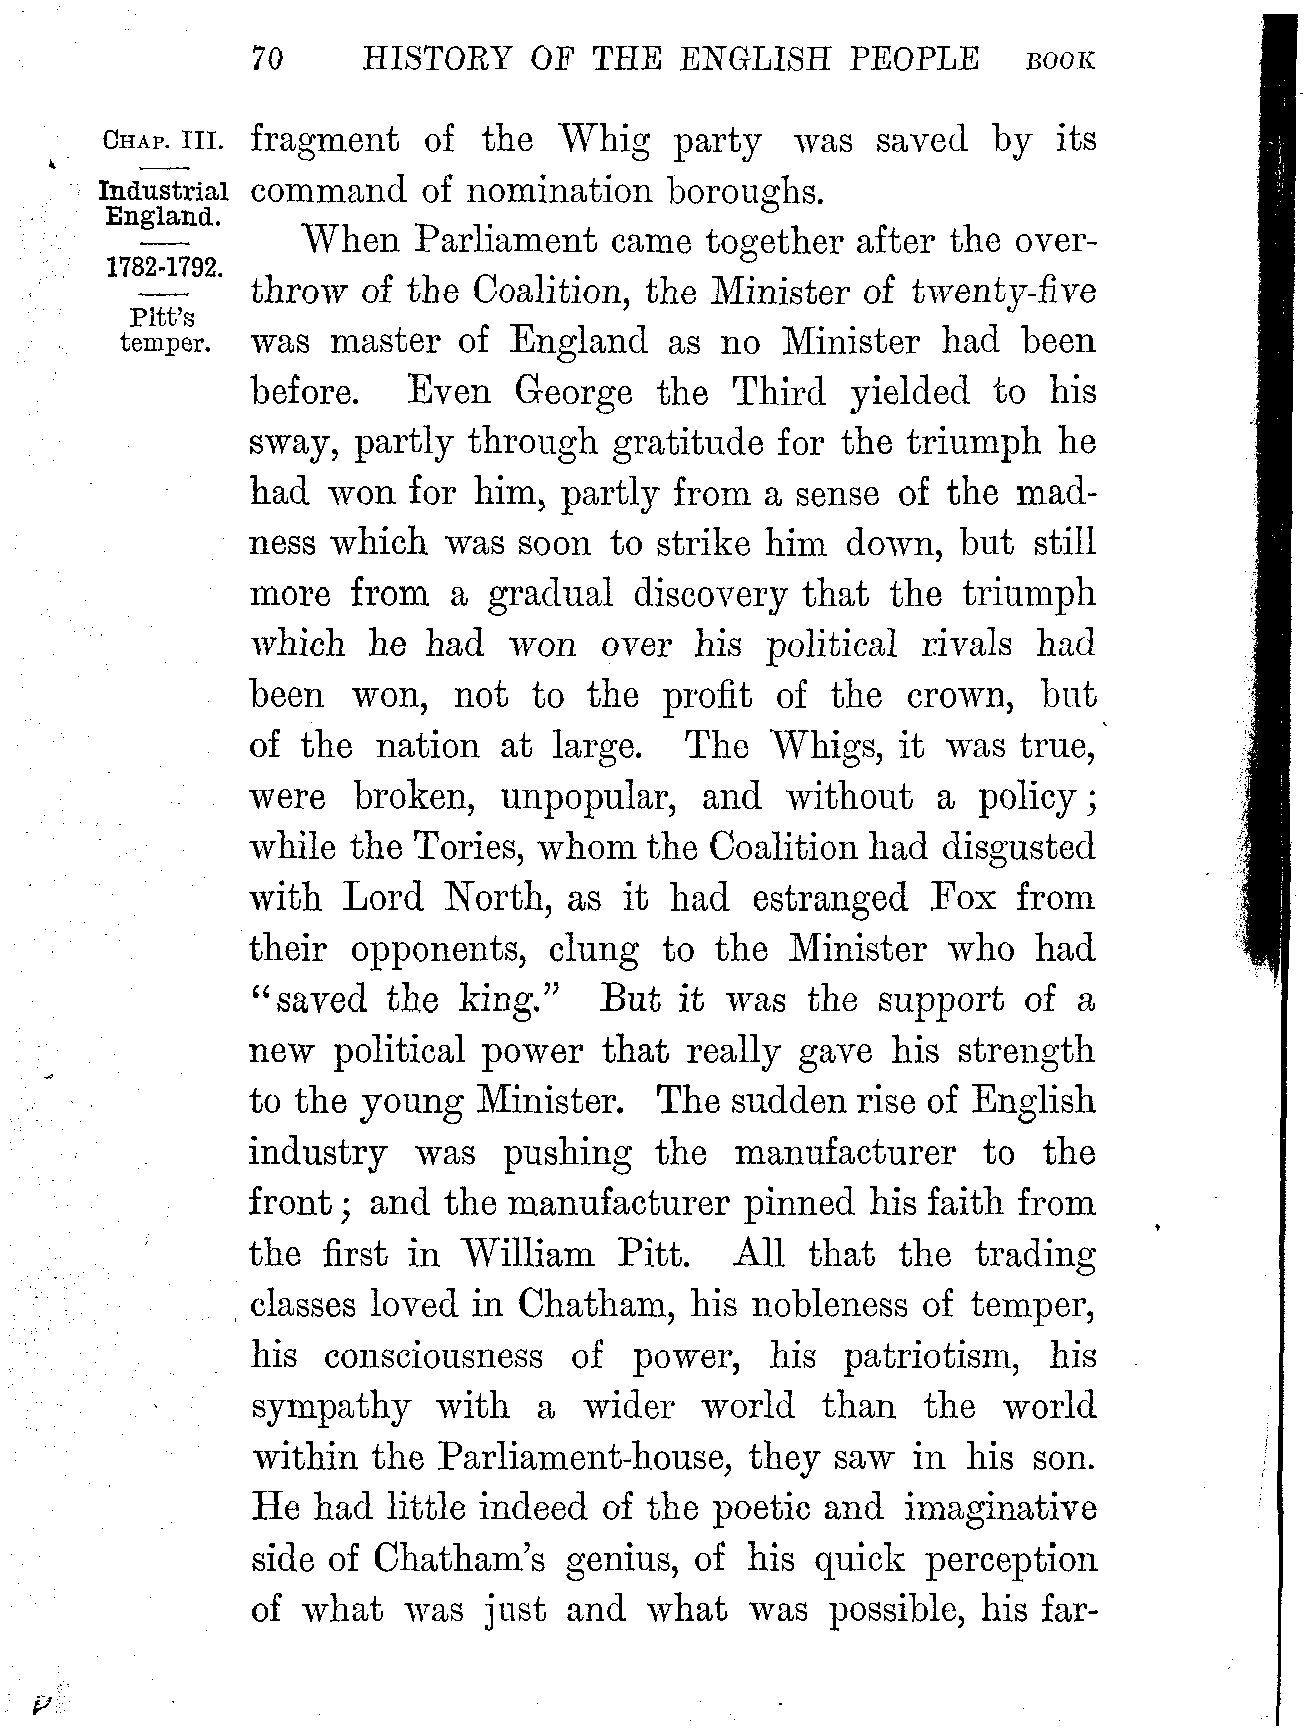 70 HISTORY OF THE ENGLISH PEOPLE BOOK
CHAP. III.
Industrial
England.
1782-1792.
Pitt's
temper.
fragment of the Whig party was saved by its
command of nomination boroughs.
When Parliament came together after the over-
throw of the Coalition, the Minister of twenty-five
was master of England as no Minister had been
before. Even George the Third yielded to his
sway, partly through gratitude for the triumph he
had won for him, partly from a sense of the mad-
ness which was soon to strike him down, but still
more from a gradual discovery that the triumph
which he had won over his political rivals had
been won, not to the profit of the crown, but
of the nation at large. The Whigs, it was true,
were broken, unpopular, and without a policy;
while the Tories, whom the Coalition had disgusted
with Lord North, as it had estranged Fox from
their opponents, clung to the Minister who had
"saved the king." But it was the support of a
new political power that really gave his strength
to the young Minister. The sudden rise of English
industry was pushing the manufacturer to the
front; and the manufacturer pinned his faith from
the first in William Pitt. All that the trading
classes loved in Chatham, his nobleness of temper,
his consciousness of power, his patriotism, his
sympathy with a wider world than the world
within the Parliament-house, they saw in his son.
He had little indeed of the poetic and imaginative
side of Chatham's genius, of his quick perception
of what was just and what was possible, his far-